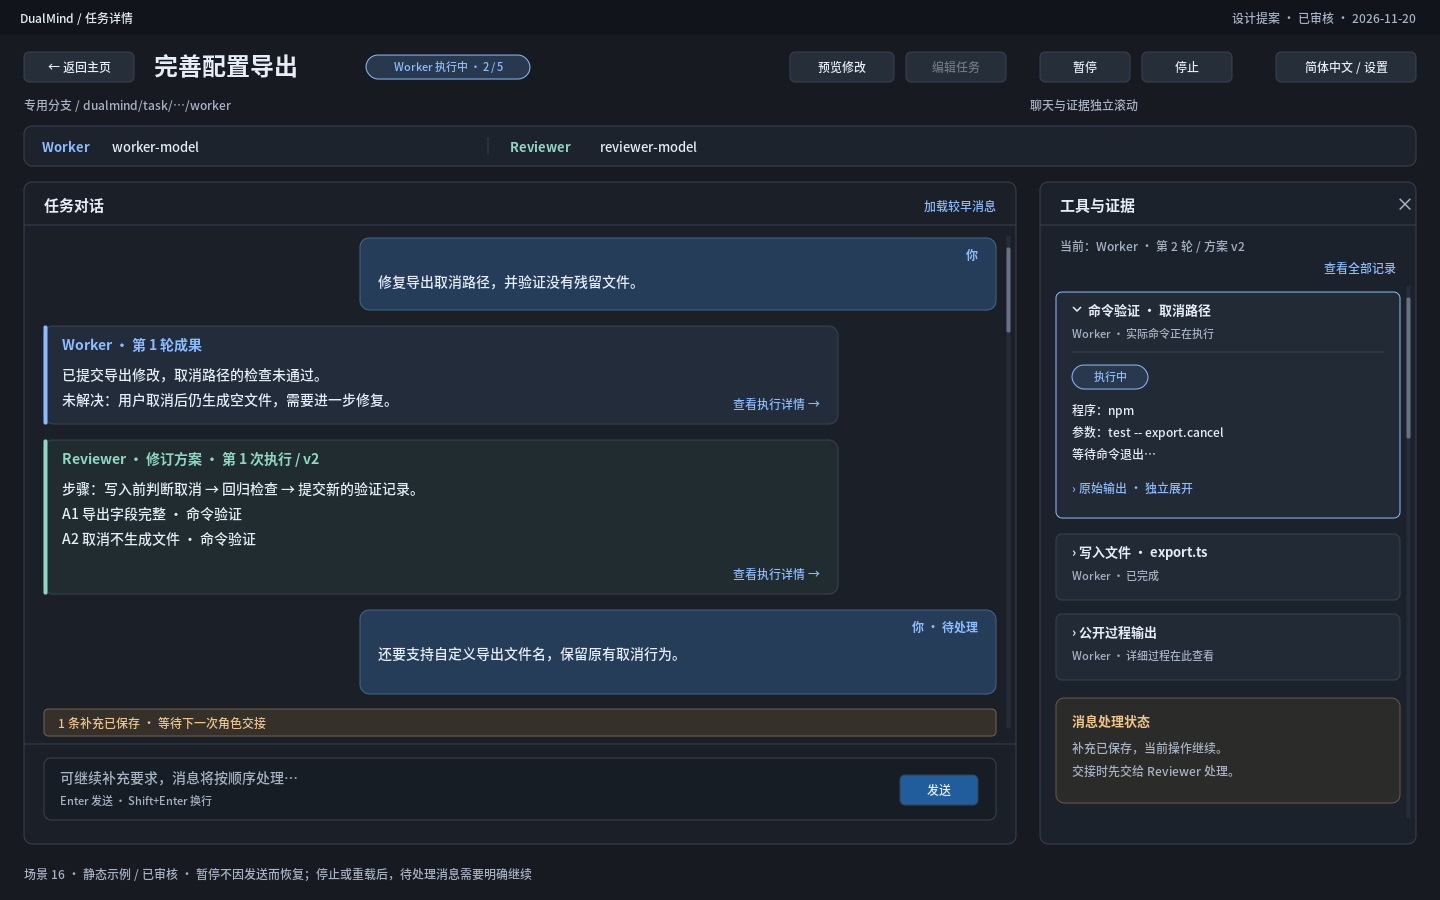 DualMind / 任务详情
设计提案 · 已审核 · 2026-11-20
← 返回主页
完善配置导出
Worker 执行中 · 2 / 5
预览修改
编辑任务
暂停
停止
简体中文 / 设置
专用分支 / dualmind/task/…/worker
聊天与证据独立滚动
Worker worker-model
Reviewer reviewer-model
任务对话
加载较早消息
你
修复导出取消路径，并验证没有残留文件。
Worker · 第 1 轮成果
已提交导出修改，取消路径的检查未通过。
未解决：用户取消后仍生成空文件，需要进一步修复。
查看执行详情 →
Reviewer · 修订方案 · 第 1 次执行 / v2
步骤：写入前判断取消 → 回归检查 → 提交新的验证记录。
A1 导出字段完整 · 命令验证
A2 取消不生成文件 · 命令验证
查看执行详情 →
你 · 待处理
还要支持自定义导出文件名，保留原有取消行为。
1 条补充已保存 · 等待下一次角色交接
可继续补充要求，消息将按顺序处理…
Enter 发送 · Shift+Enter 换行
发送
工具与证据
当前：Worker · 第 2 轮 / 方案 v2
查看全部记录
命令验证 · 取消路径
Worker · 实际命令正在执行
执行中
程序：npm
参数：test -- export.cancel
等待命令退出…
› 原始输出 · 独立展开
› 写入文件 · export.ts
Worker · 已完成
› 公开过程输出
Worker · 详细过程在此查看
消息处理状态
补充已保存，当前操作继续。
交接时先交给 Reviewer 处理。
场景 16 · 静态示例 / 已审核 · 暂停不因发送而恢复；停止或重载后，待处理消息需要明确继续